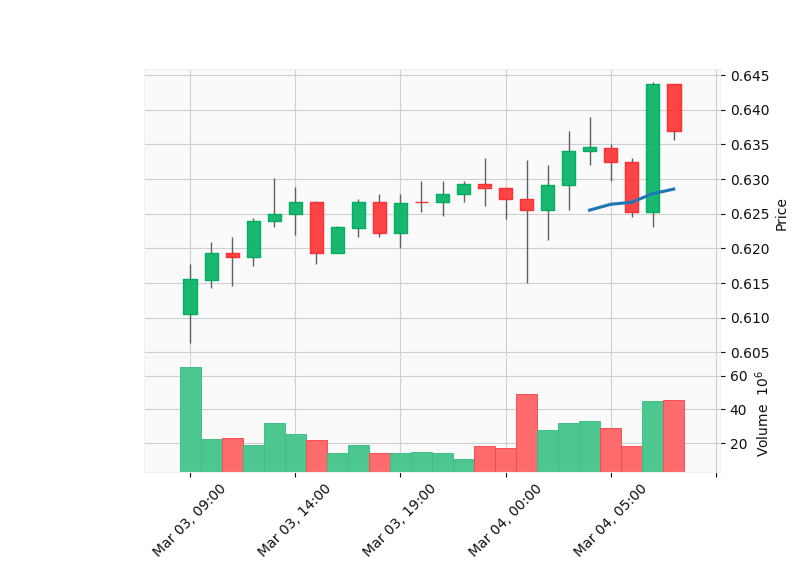 0.645
0.640
0.635
0.630
0.625
0.620
0.615
0.610
0.605
Price
60
40
20
Volume 10^6
Mar 03, 09:00
Mar 03, 14:00
Mar 03, 19:00
Mar 04, 00:00
Mar 04, 05:00